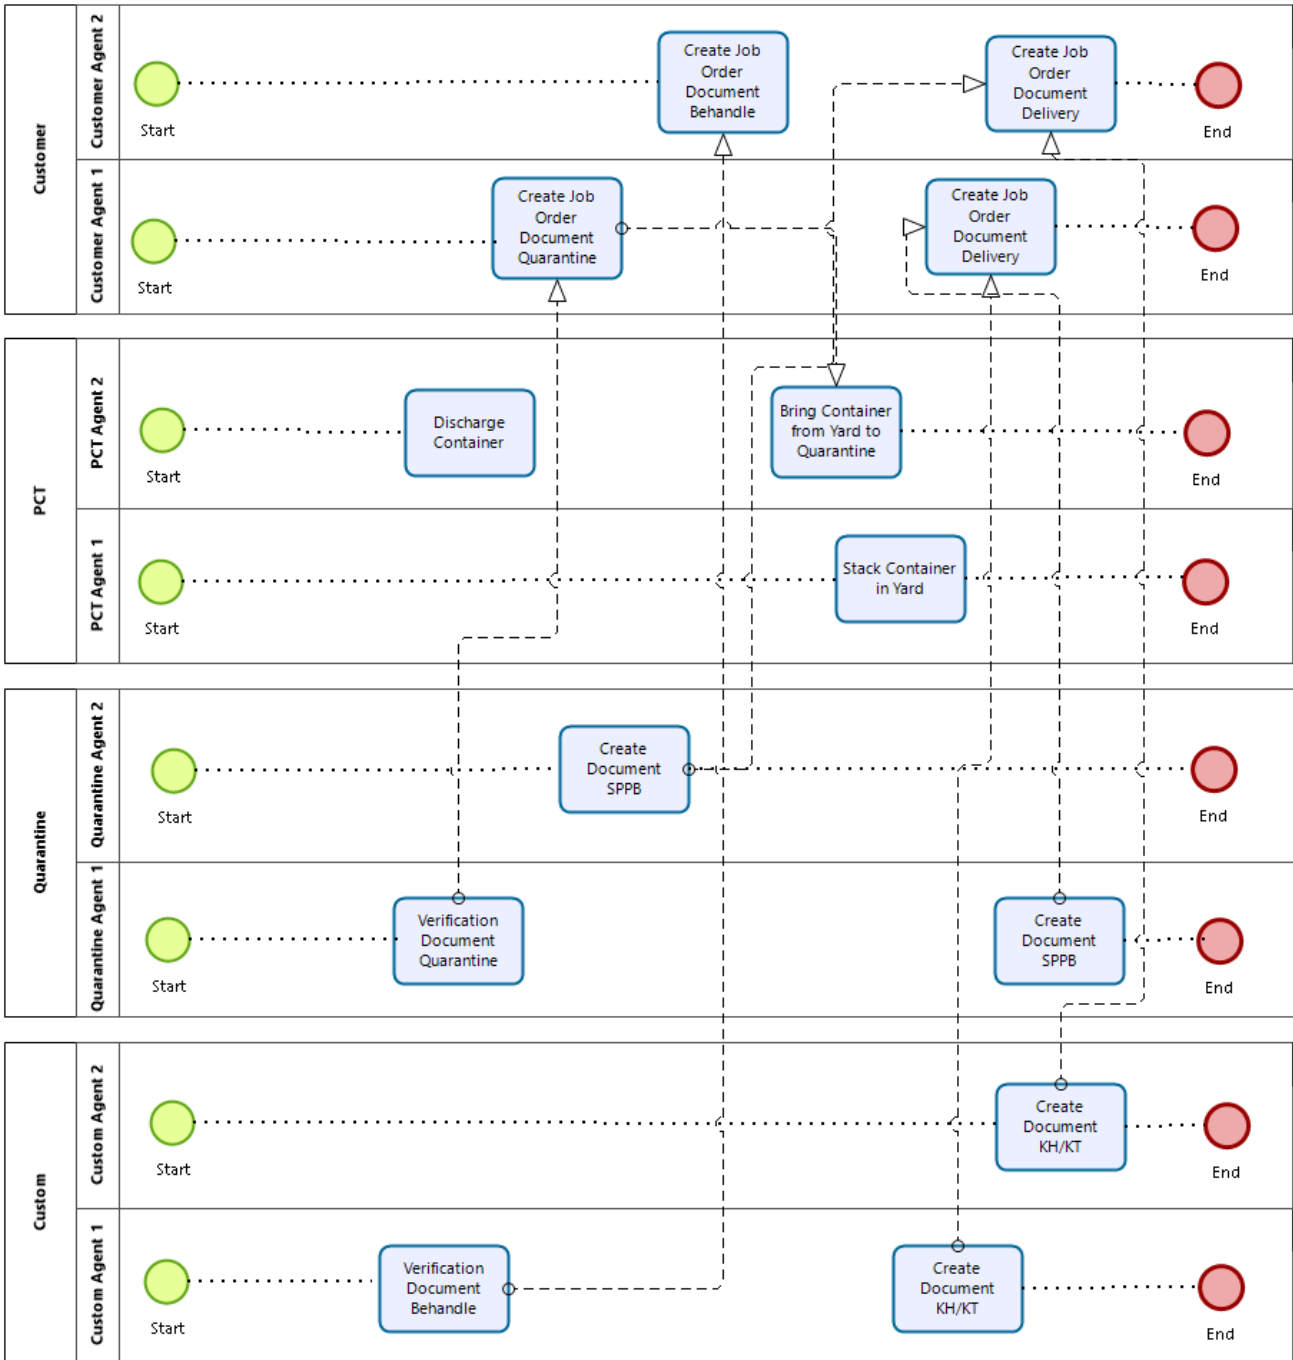 Customer
Customer Agent 2
Start
Create Job
Order
Document
Behandle
Create Job
Order
Document
Delivery
End
Customer Agent 1
Start
Create Job
Order
Document
Quarantine
Create Job
Order
Document
Delivery
End
PCT
PCT Agent 2
Start
Discharge
Container
Bring Container
from Yard to
Quarantine
End
PCT Agent 1
Start
Stack Container
in Yard
End
Quarantine
Quarantine Agent 2
Start
Create
Document
SPPB
End
Quarantine Agent 1
Start
Verification
Document
Quarantine
Create
Document
SPPB
End
Custom
Custom Agent 2
Start
Create
Document
KH/KT
End
Custom Agent 1
Start
Verification
Document
Behandle
Create
Document
KH/KT
End